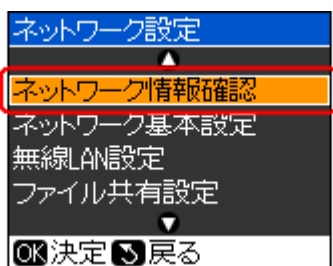 ネットワーク設定
ネットワーク情報確認
ネットワーク基本設定
無線LAN設定
ファイル共有設定
OK決定 戻る